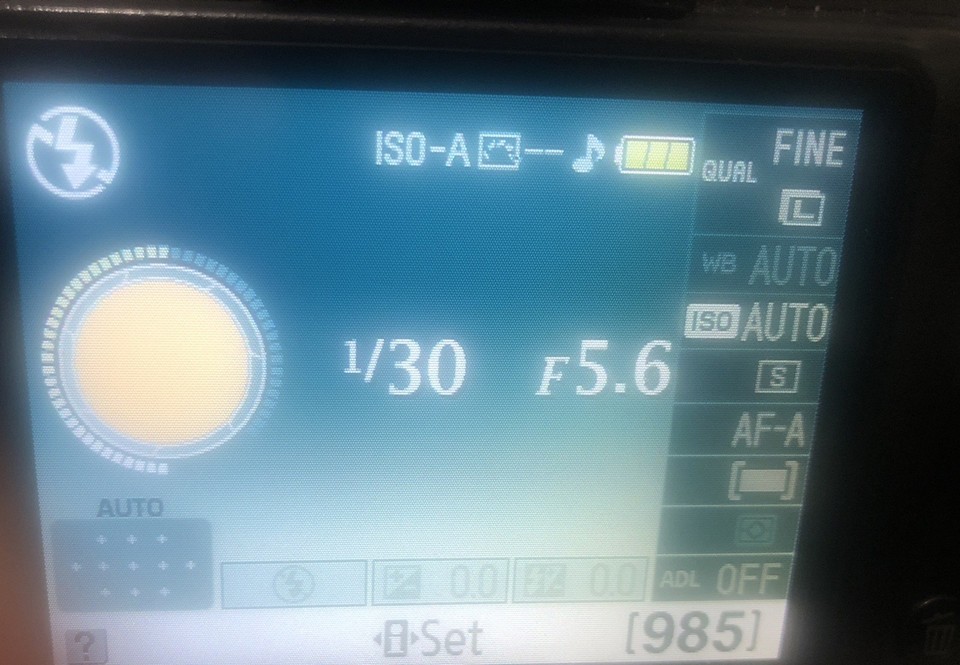 ISO-A -- QUAL FINE
L
WB AUTO
ISO AUTO
1/30 F5.6
S
AF-A
AUTO
0.0 0.0 ADL OFF
? i Set [985]